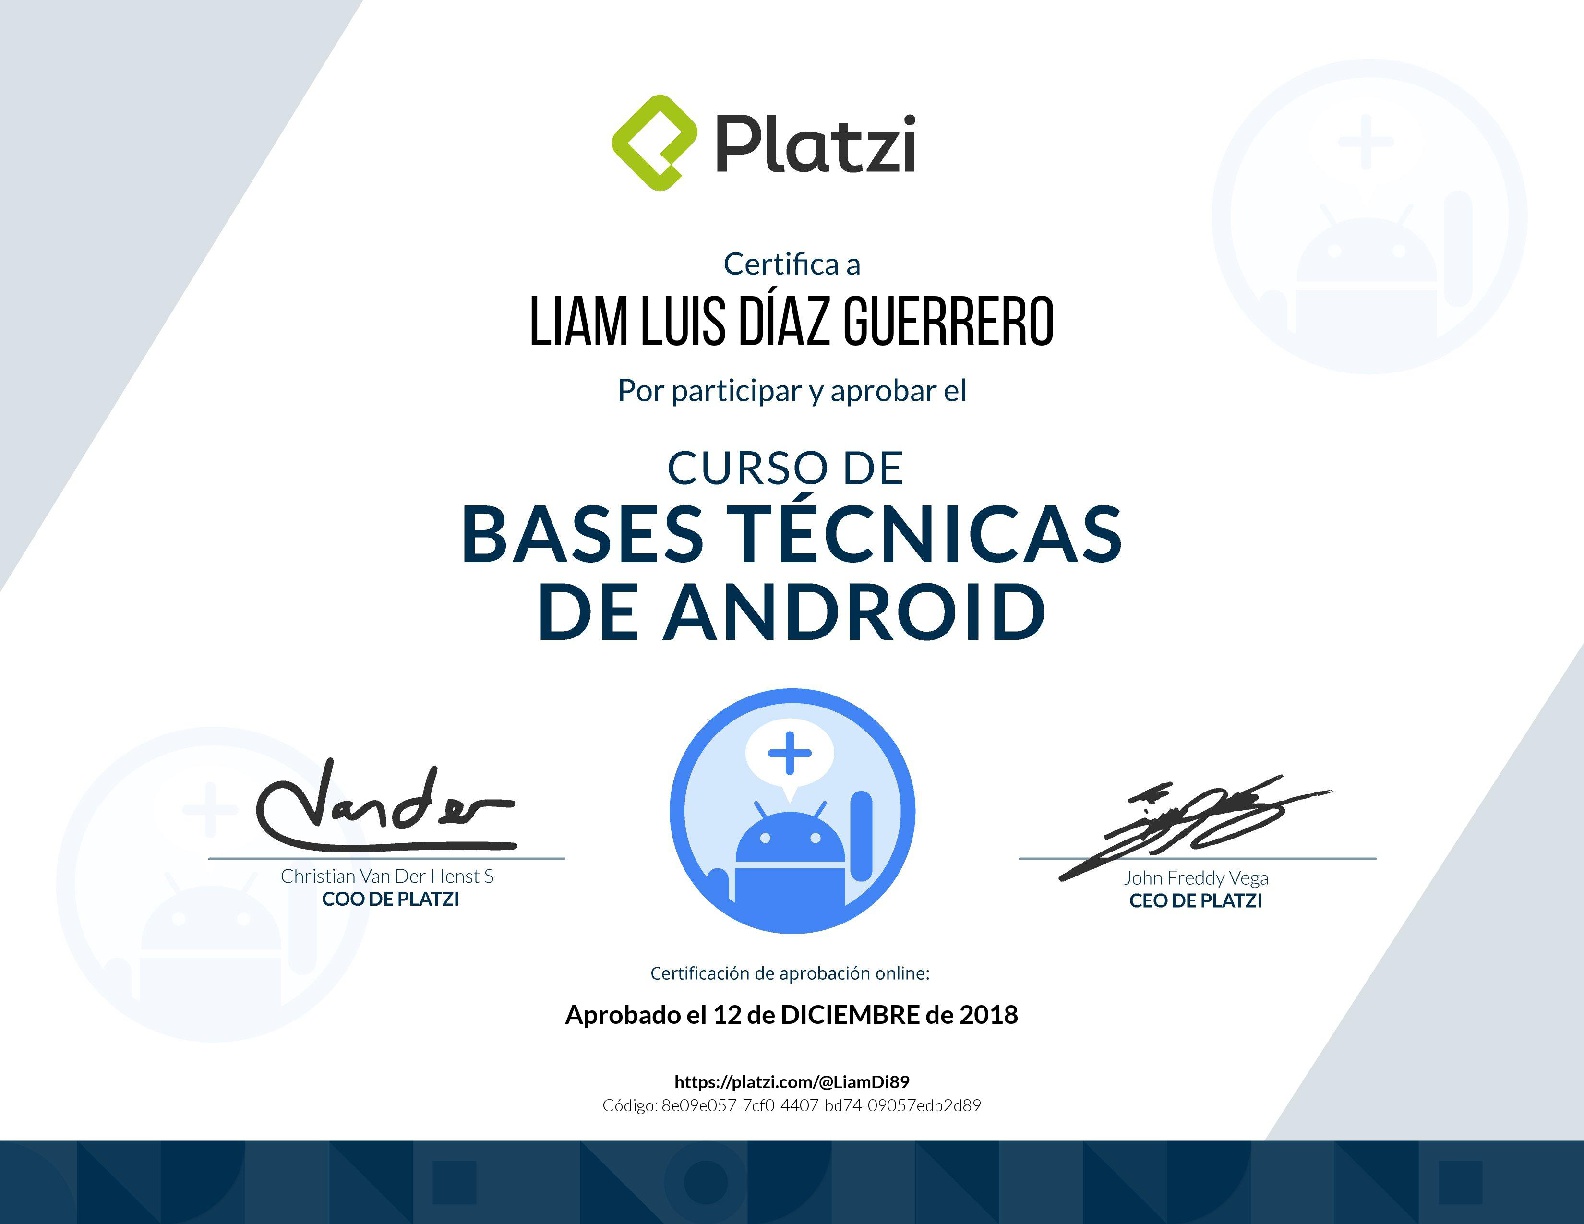 Platzi
Certifica a
LIAM LUIS DÍAZ GUERRERO
Por participar y aprobar el
CURSO DE
BASES TÉCNICAS
DE ANDROID
Vander
Christian Van Der Henst S
COO DE PLATZI
John Freddy Vega
CEO DE PLATZI
Certificación de aprobación online:
Aprobado el 12 de DICIEMBRE de 2018
https://platzi.com/@LiamDi89
Código: